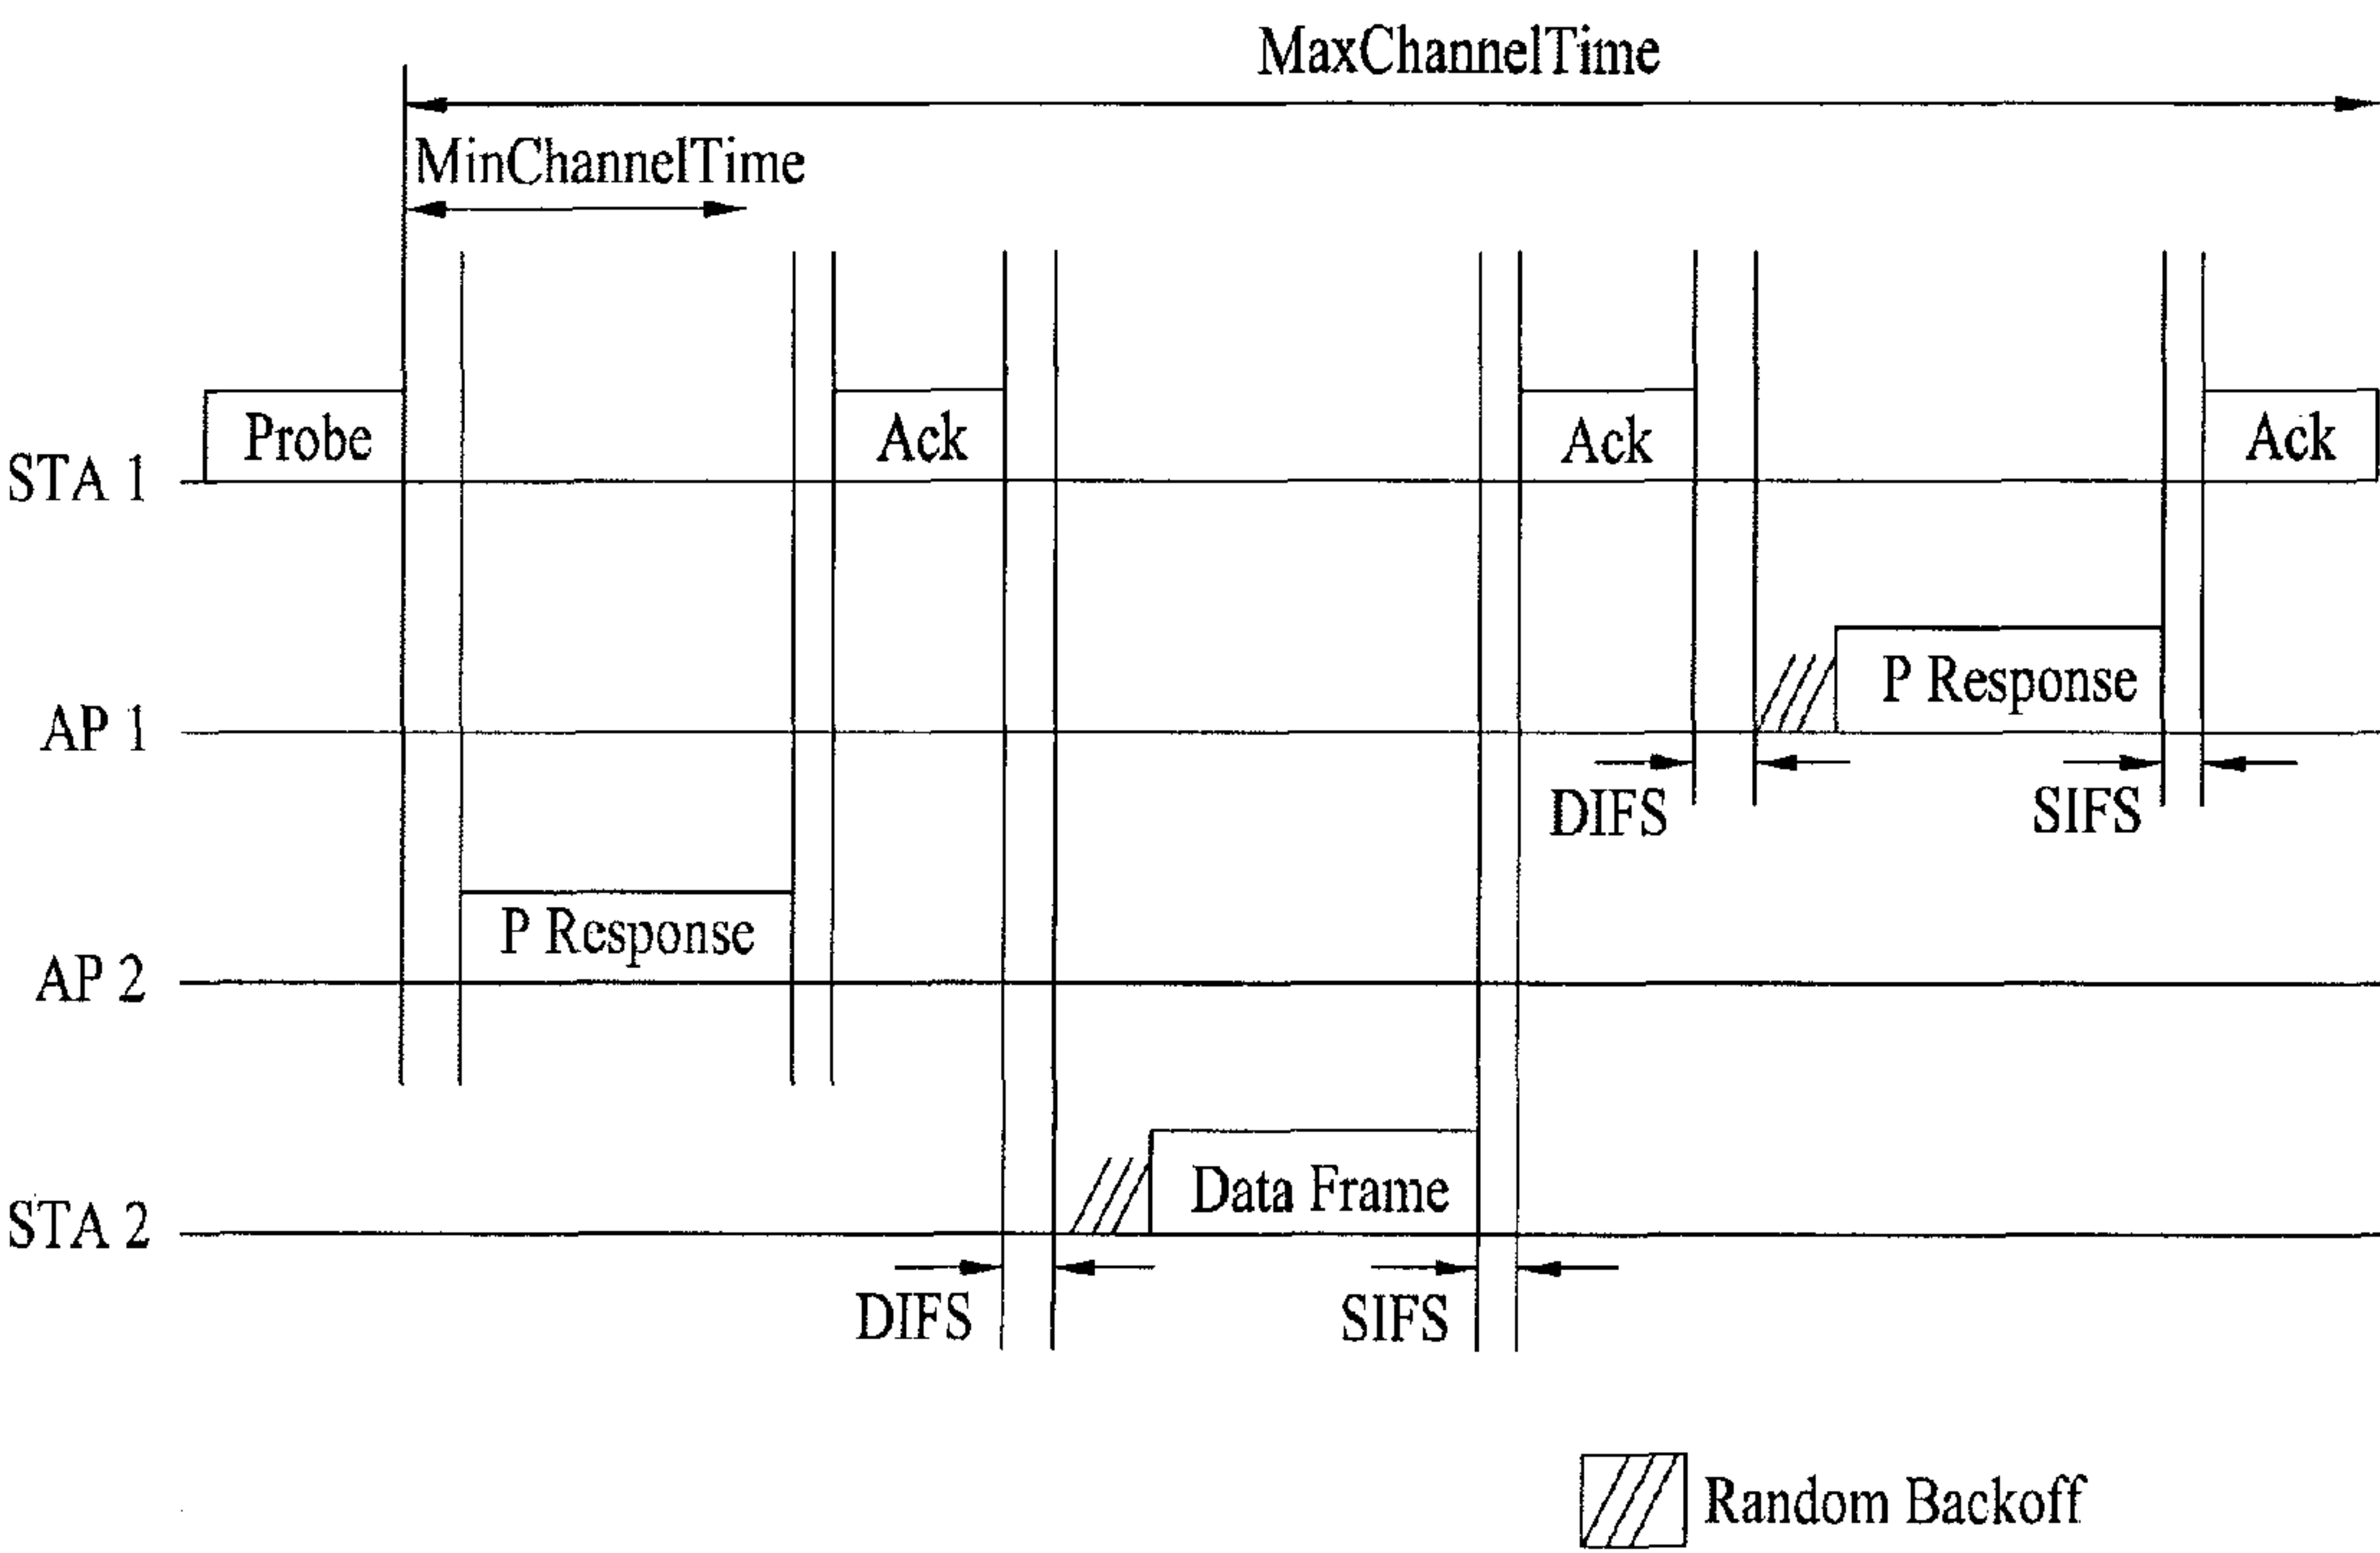 MaxChannelTime
MinChannelTime
Probe
Ack
Ack
Ack
STA 1
P Response
AP 1
DIFS
SIFS
P Response
AP 2
Data Frame
STA 2
DIFS
SIFS
Random Backoff